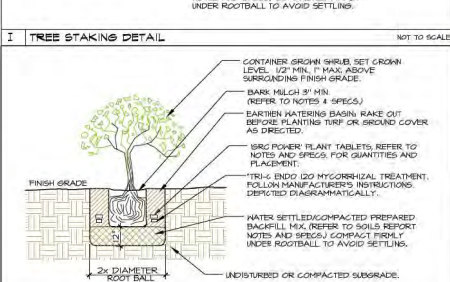 UNDER ROOTBALL TO AVOID SETTLING.
I TREE STAKING DETAIL NOT TO SCALE
CONTAINER GROWN SHRUB, SET CROWN
LEVEL 1/2" MIN., 1" MAX. ABOVE
SURROUNDING FINISH GRADE.
BARK MULCH 3" MIN.
(REFER TO NOTES & SPECS.)
EARTHEN WATERING BASIN; RAKE OUT
BEFORE PLANTING TURF OR GROUND COVER
AS DIRECTED.
'GRO POWER' PLANT TABLETS, REFER TO
NOTES AND SPECS. FOR QUANTITIES AND
PLACEMENT.
'TRI-C ENDO 120 MYCORRHIZAL TREATMENT.
FOLLOW MANUFACTURER'S INSTRUCTIONS.
DEPICTED DIAGRAMMATICALLY.
FINISH GRADE
WATER SETTLED/COMPACTED PREPARED
BACKFILL MIX, (REFER TO SOILS REPORT
NOTES AND SPECS.) COMPACT FIRMLY
UNDER ROOTBALL TO AVOID SETTLING.
12"
2x DIAMETER
ROOT BALL
UNDISTURBED OR COMPACTED SUBGRADE.